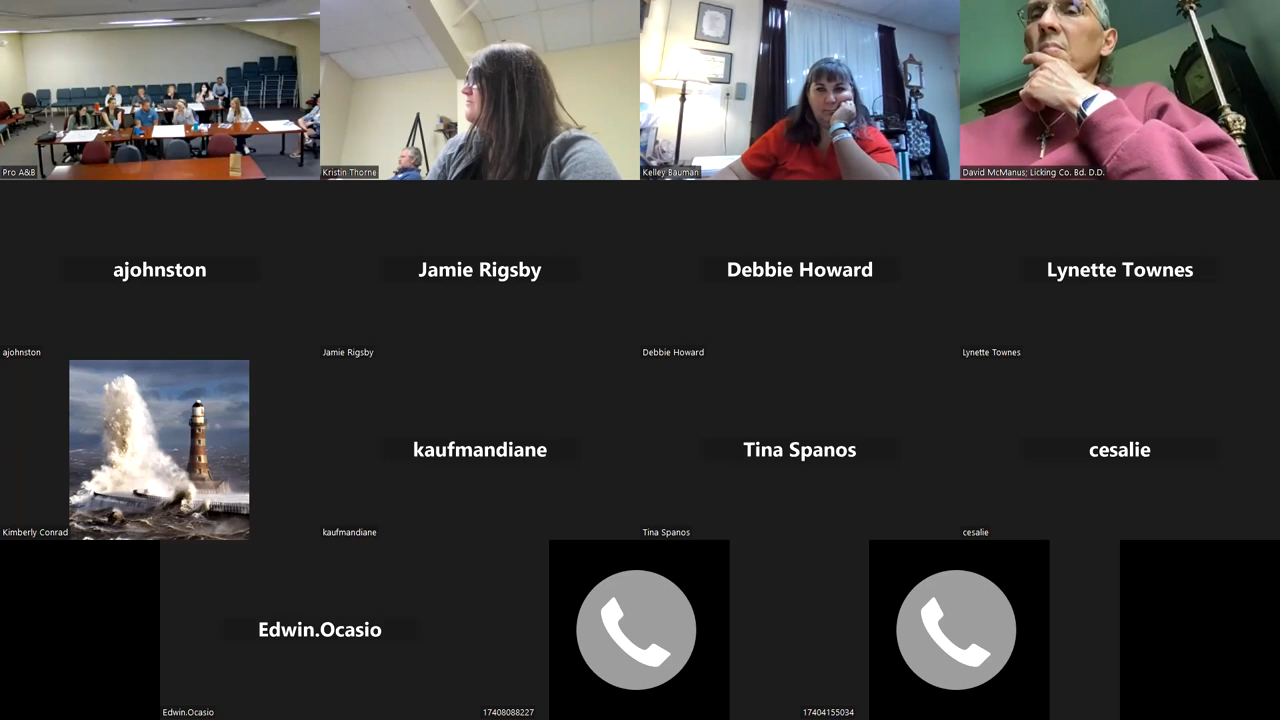 Pro A&B
Kristin Thorne
Kelley Bauman
David McManus; Licking Co. Bd. D.D.
ajohnston
Jamie Rigsby
Debbie Howard
Lynette Townes
ajohnston
Jamie Rigsby
Debbie Howard
Lynette Townes
kaufmandiane
Tina Spanos
cesalie
Kimberly Conrad
kaufmandiane
Tina Spanos
cesalie
Edwin.Ocasio
Edwin.Ocasio
17408088227
17404155034